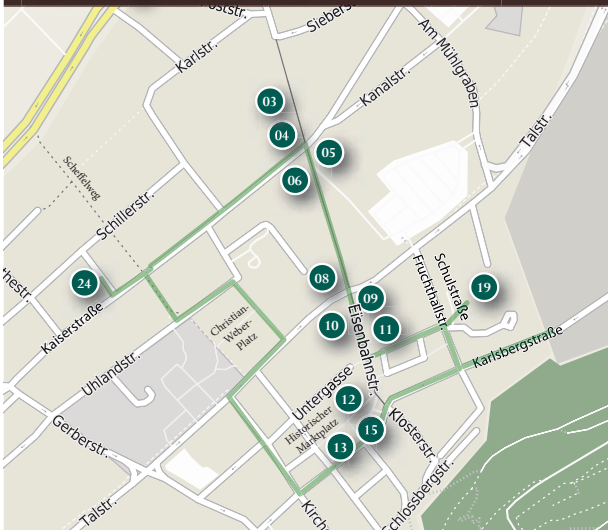 Siebers
Karlstr.
Am Mühlgraben
Kanalstr.
03
04
05
06
Talstr.
Scheffelweg
Schillerstr.
24
Kaiserstraße
08
09
10
11
Eisenbahnstr.
Fruchthallstr.
Schulstraße
19
Christian-
Weber-
Platz
Uhlandstr.
Karlsbergstraße
Untergasse
12
Historischer
Marktplatz
15
13
Klosterstr.
Gerberstr.
Schlossbergstr.
Talstr.
Kirch